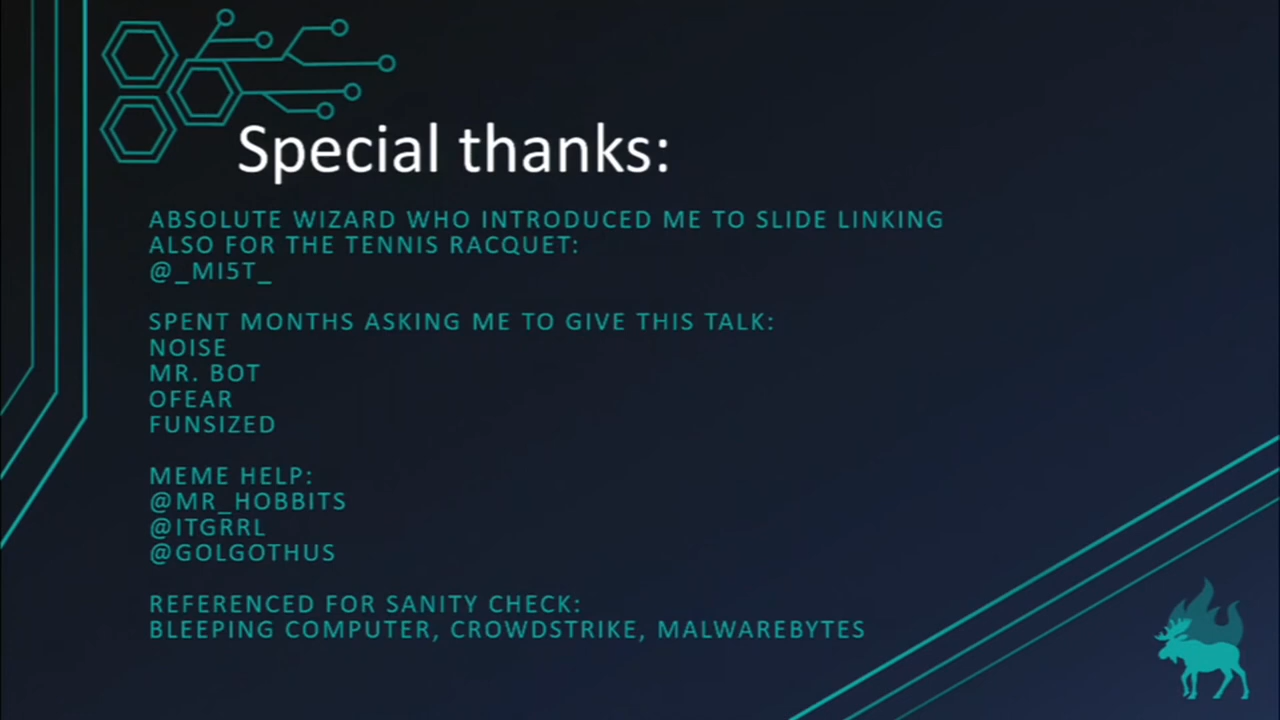 Special thanks:
ABSOLUTE WIZARD WHO INTRODUCED ME TO SLIDE LINKING
ALSO FOR THE TENNIS RACQUET:
@_MI5T_
SPENT MONTHS ASKING ME TO GIVE THIS TALK:
NOISE
MR. BOT
OFEAR
FUNSIZED
MEME HELP:
@MR_HOBBITS
@ITGRRL
@GOLGOTHUS
REFERENCED FOR SANITY CHECK:
BLEEPING COMPUTER, CROWDSTRIKE, MALWAREBYTES